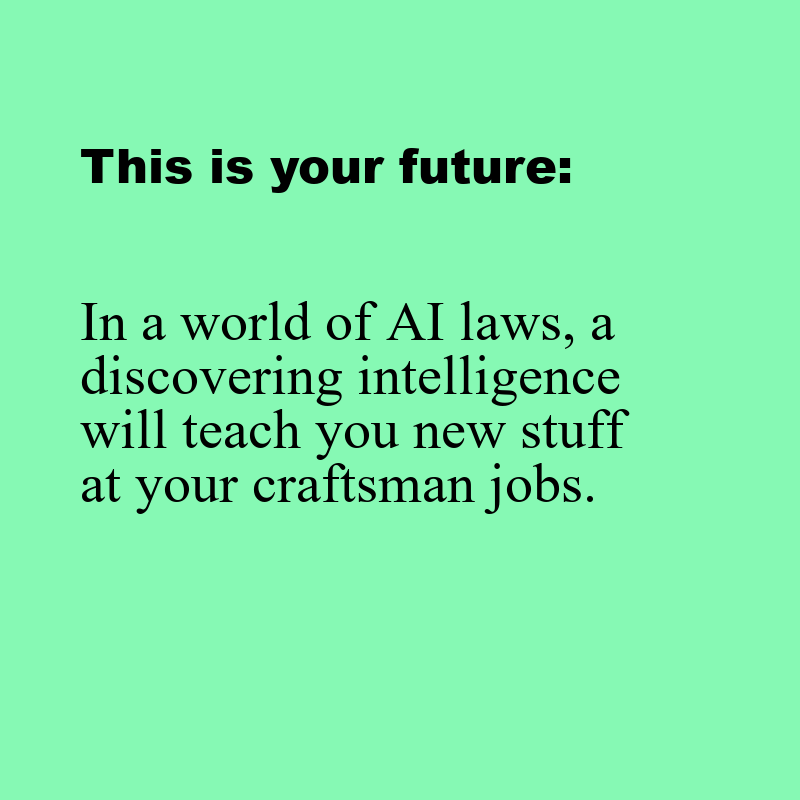 This is your future:
In a world of AI laws, a
discovering intelligence
will teach you new stuff
at your craftsman jobs.